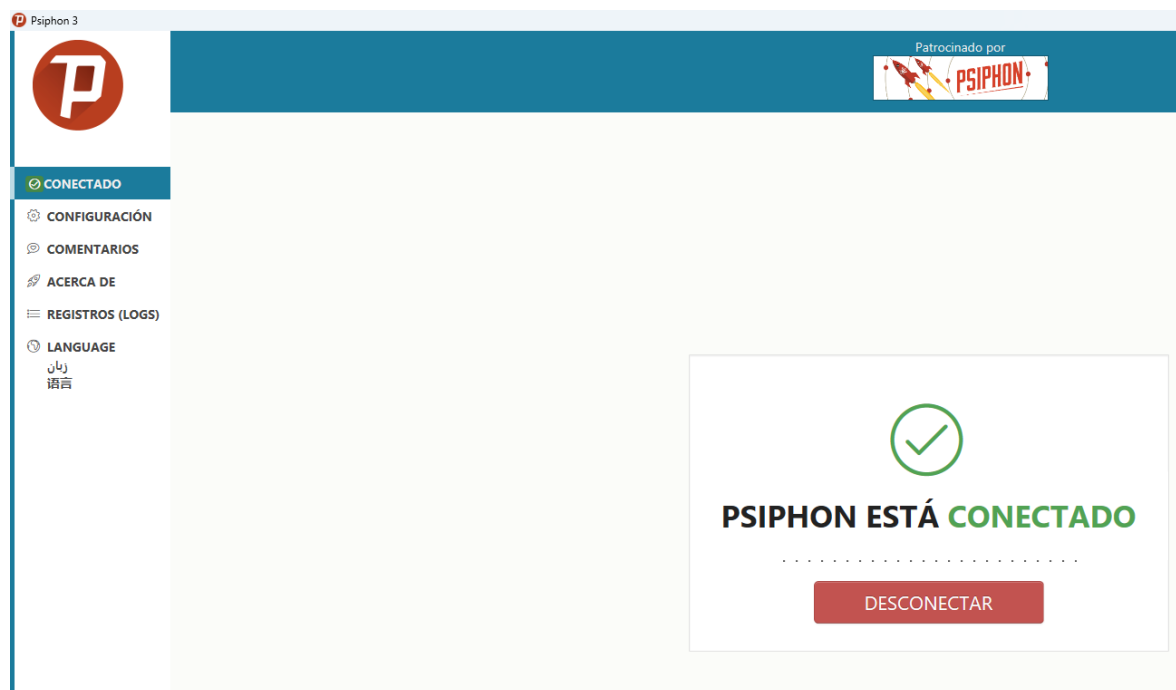 Psiphon 3
Patrocinado por
PSIPHON
CONECTADO
CONFIGURACIÓN
COMENTARIOS
ACERCA DE
REGISTROS (LOGS)
LANGUAGE
زبان
语言
PSIPHON ESTÁ CONECTADO
DESCONECTAR